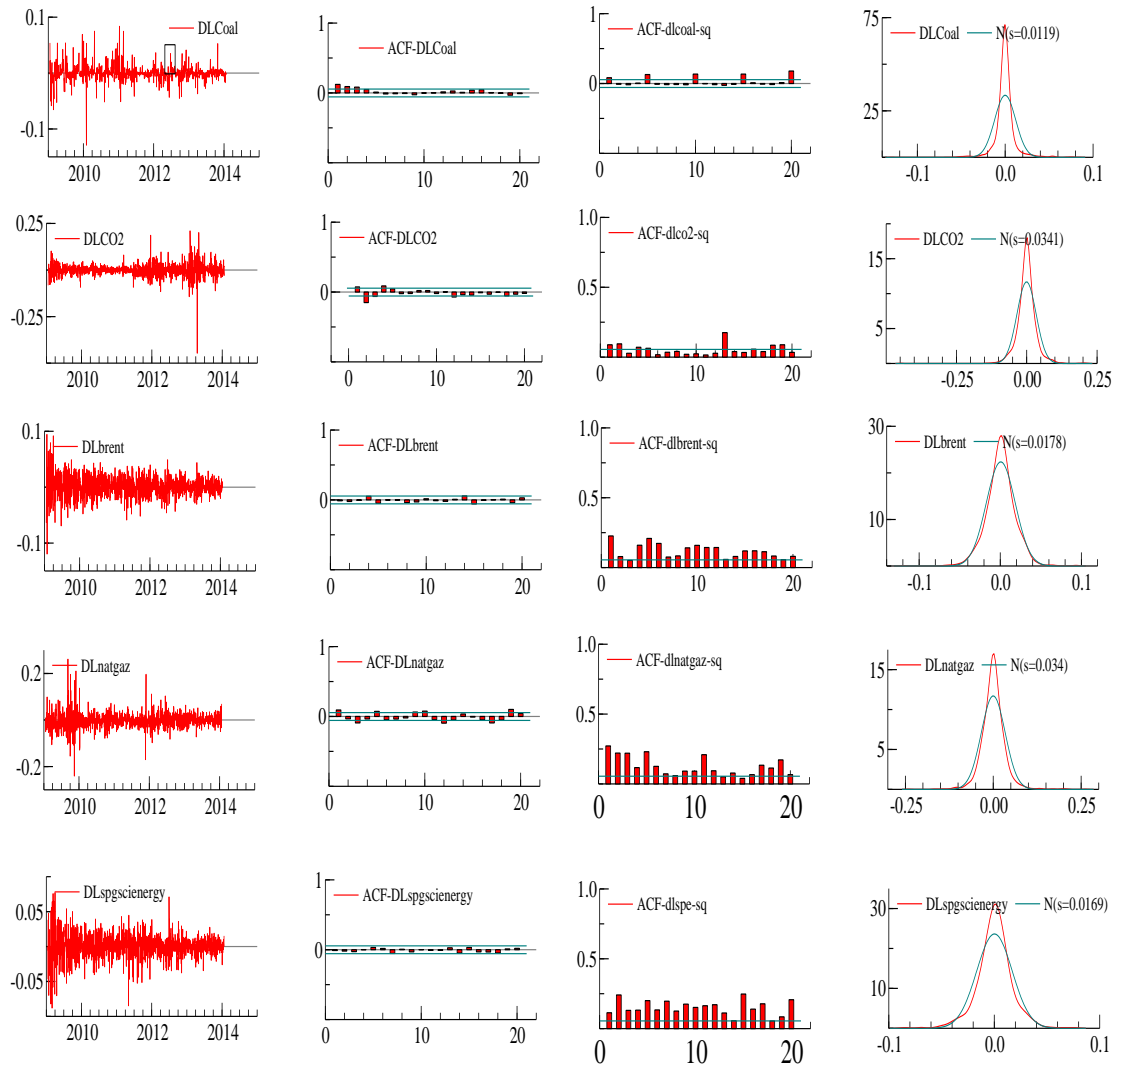 0.1
DLCoal
-0.1
2010 2012 2014
1
ACF-DLCoal
0
0 10 20
1
ACF-dlcoal-sq
0
0 10 20
75
DLCoal N(s=0.0119)
25
-0.1 0.0 0.1
0.25
DLCO2
-0.25
2010 2012 2014
1
ACF-DLCO2
0
0 10 20
1.0
ACF-dlco2-sq
0.5
0 10 20
DLCO2 N(s=0.0341)
15
5
-0.25 0.00 0.25
0.1
DLbrent
-0.1
2010 2012 2014
1
ACF-DLbrent
0
0 10 20
1.0
ACF-dlbrent-sq
0.5
0 10 20
30
DLbrent N(s=0.0178)
10
-0.1 0.0 0.1
DLnatgaz
0.2
-0.2
2010 2012 2014
1
ACF-DLnatgaz
0
0 10 20
1.0
ACF-dlnatgaz-sq
0.5
0 10 20
15
DLnatgaz N(s=0.034)
5
-0.25 0.00 0.25
DLspgscienergy
0.05
-0.05
2010 2012 2014
1
ACF-DLspgscienergy
0
0 10 20
1.0
ACF-dlspe-sq
0.5
0 10 20
30
DLspgscienergy N(s=0.0169)
10
-0.1 0.0 0.1